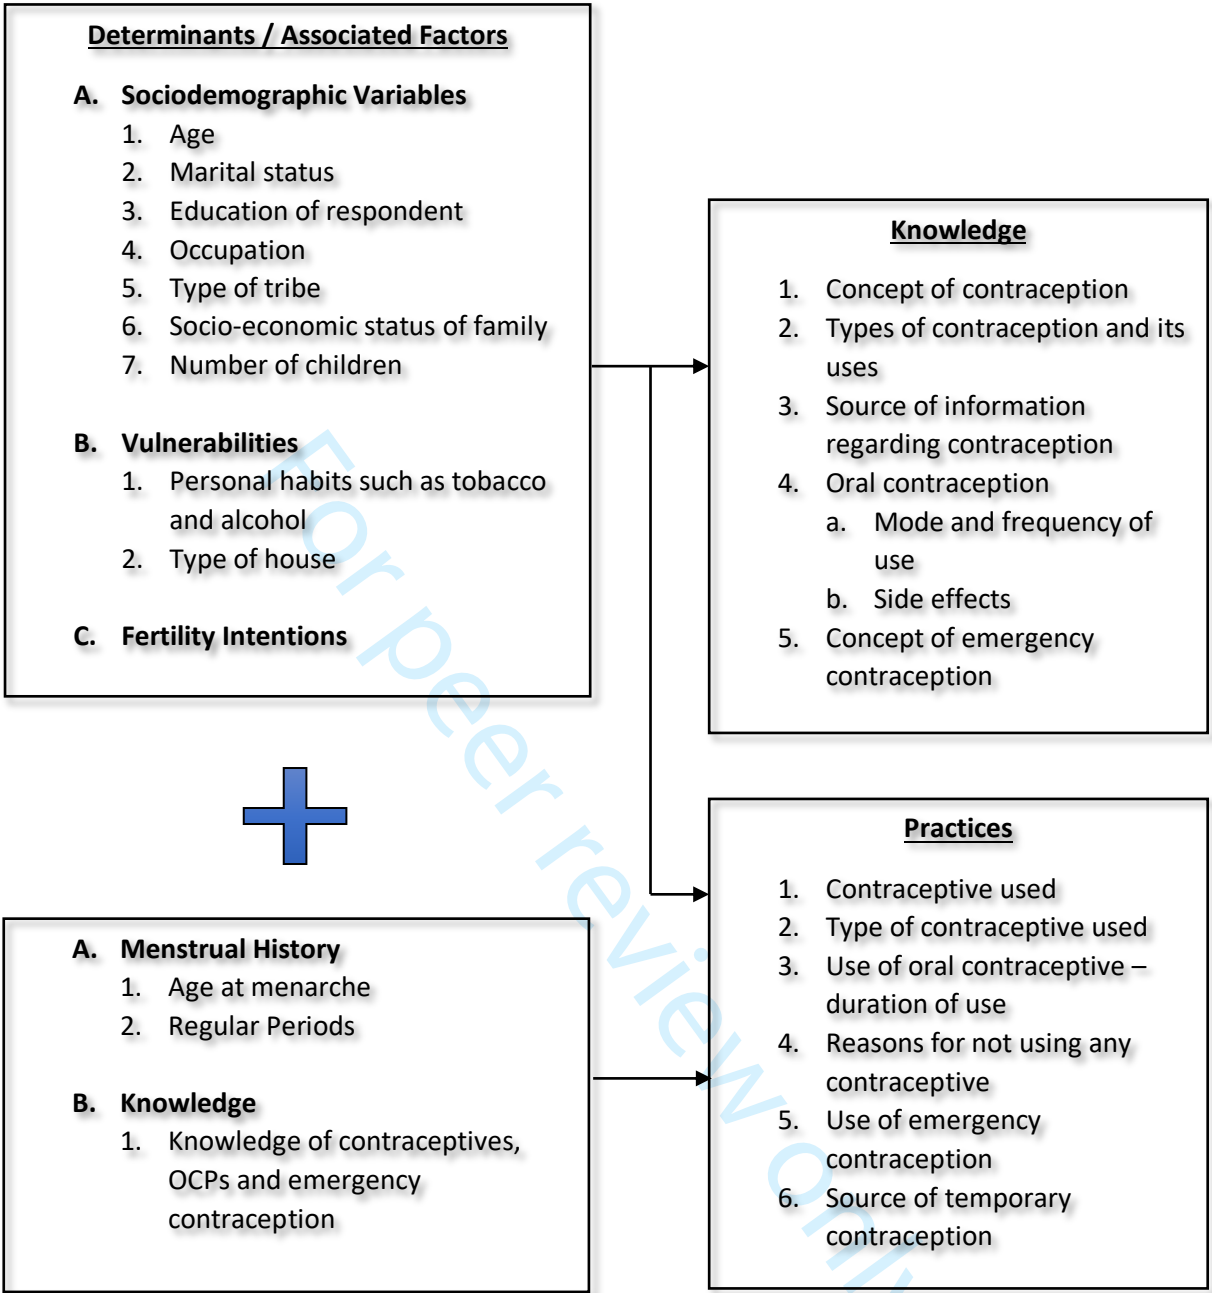 Determinants / Associated Factors
A. Sociodemographic Variables
1. Age
2. Marital status
3. Education of respondent
4. Occupation
5. Type of tribe
6. Socio-economic status of family
7. Number of children
B. Vulnerabilities
1. Personal habits such as tobacco
and alcohol
2. Type of house
C. Fertility Intentions
Knowledge
1. Concept of contraception
2. Types of contraception and its
uses
3. Source of information
regarding contraception
4. Oral contraception
a. Mode and frequency of
use
b. Side effects
5. Concept of emergency
contraception
A. Menstrual History
1. Age at menarche
2. Regular Periods
B. Knowledge
1. Knowledge of contraceptives,
OCPs and emergency
contraception
Practices
1. Contraceptive used
2. Type of contraceptive used
3. Use of oral contraceptive –
duration of use
4. Reasons for not using any
contraceptive
5. Use of emergency
contraception
6. Source of temporary
contraception
For peer review only